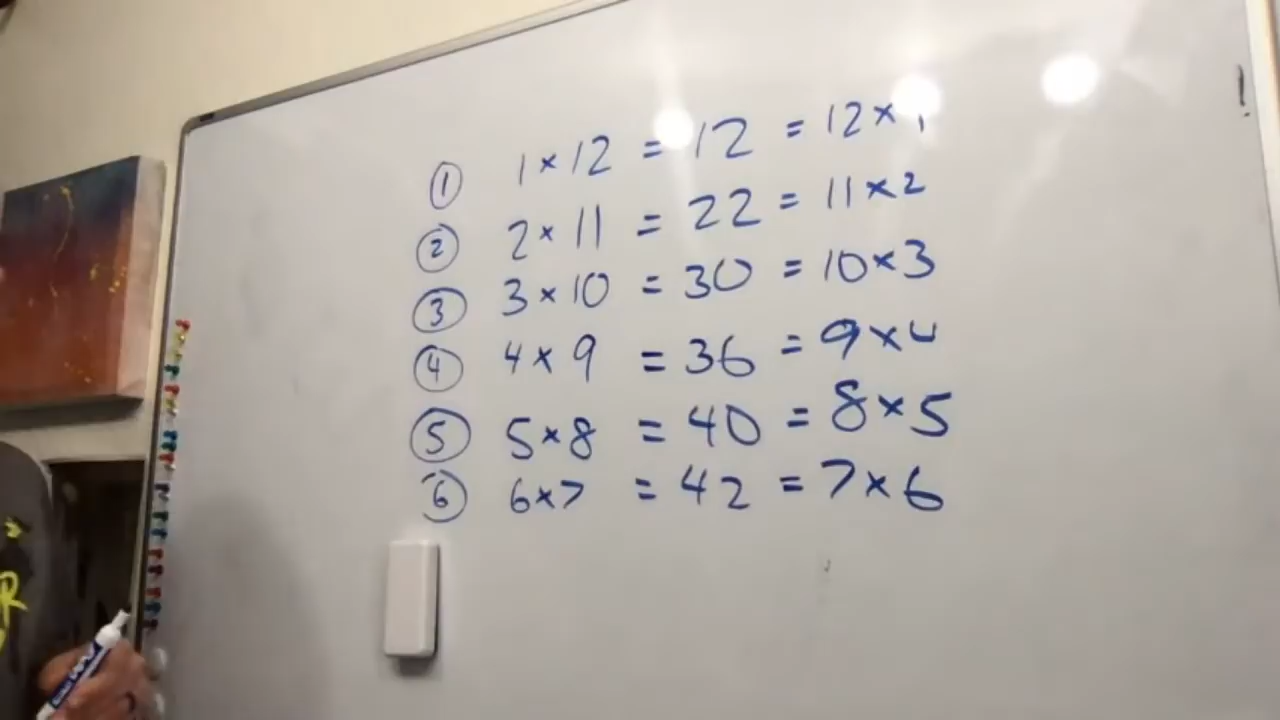 ① 1 × 12 = 12 = 12 × 1
② 2 × 11 = 22 = 11 × 2
③ 3 × 10 = 30 = 10 × 3
④ 4 × 9 = 36 = 9 × 4
⑤ 5 × 8 = 40 = 8 × 5
⑥ 6 × 7 = 42 = 7 × 6